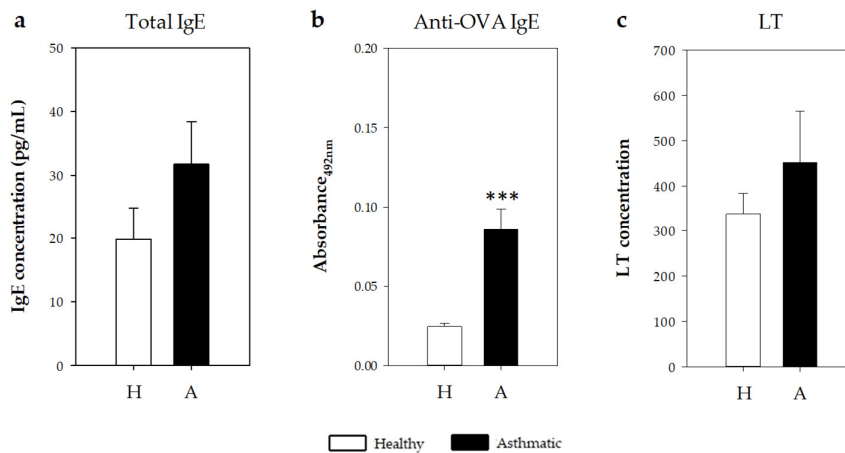 a Total IgE
IgE concentration (pg/mL)
50
40
30
20
10
0
H A
b Anti-OVA IgE
Absorbance492nm
0.20
0.15
0.10
0.05
0.00
***
H A
c LT
LT concentration
700
600
500
400
300
200
100
0
H A
Healthy Asthmatic